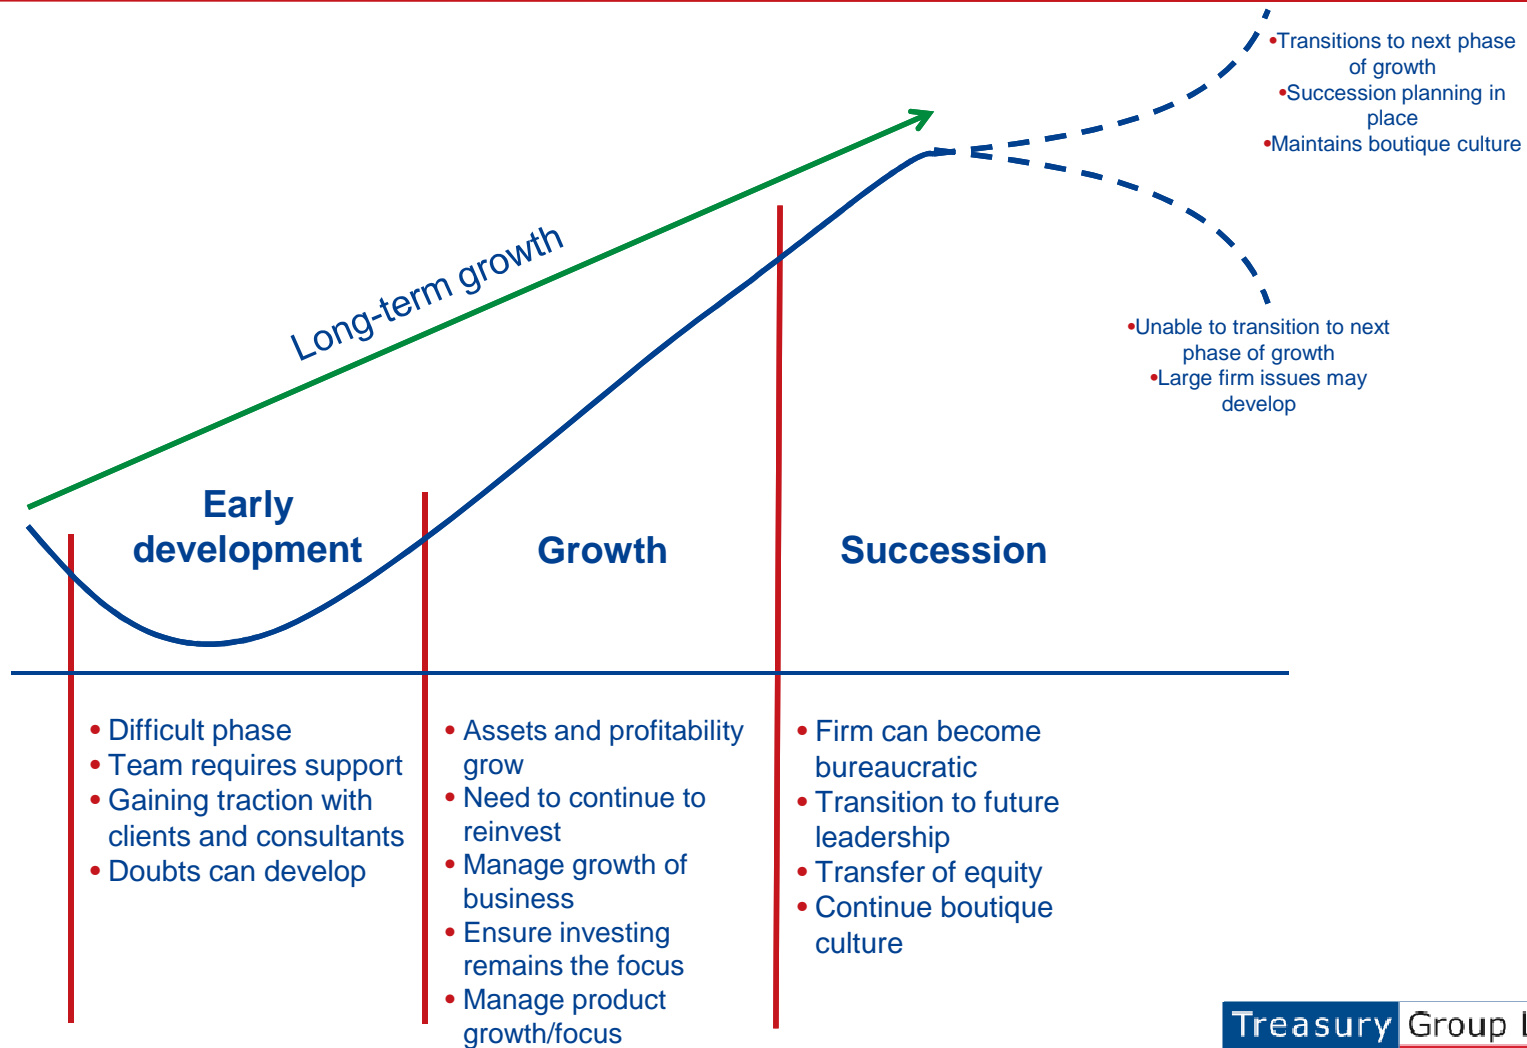 •Transitions to next phase
of growth
•Succession planning in
place
•Maintains boutique culture
Long-term growth
•Unable to transition to next
phase of growth
•Large firm issues may
develop
Early
development
Growth
Succession
• Difficult phase
• Team requires support
• Gaining traction with
clients and consultants
• Doubts can develop
• Assets and profitability
grow
• Need to continue to
reinvest
• Manage growth of
business
• Ensure investing
remains the focus
• Manage product
growth/focus
• Firm can become
bureaucratic
• Transition to future
leadership
• Transfer of equity
• Continue boutique
culture
Treasury Group L